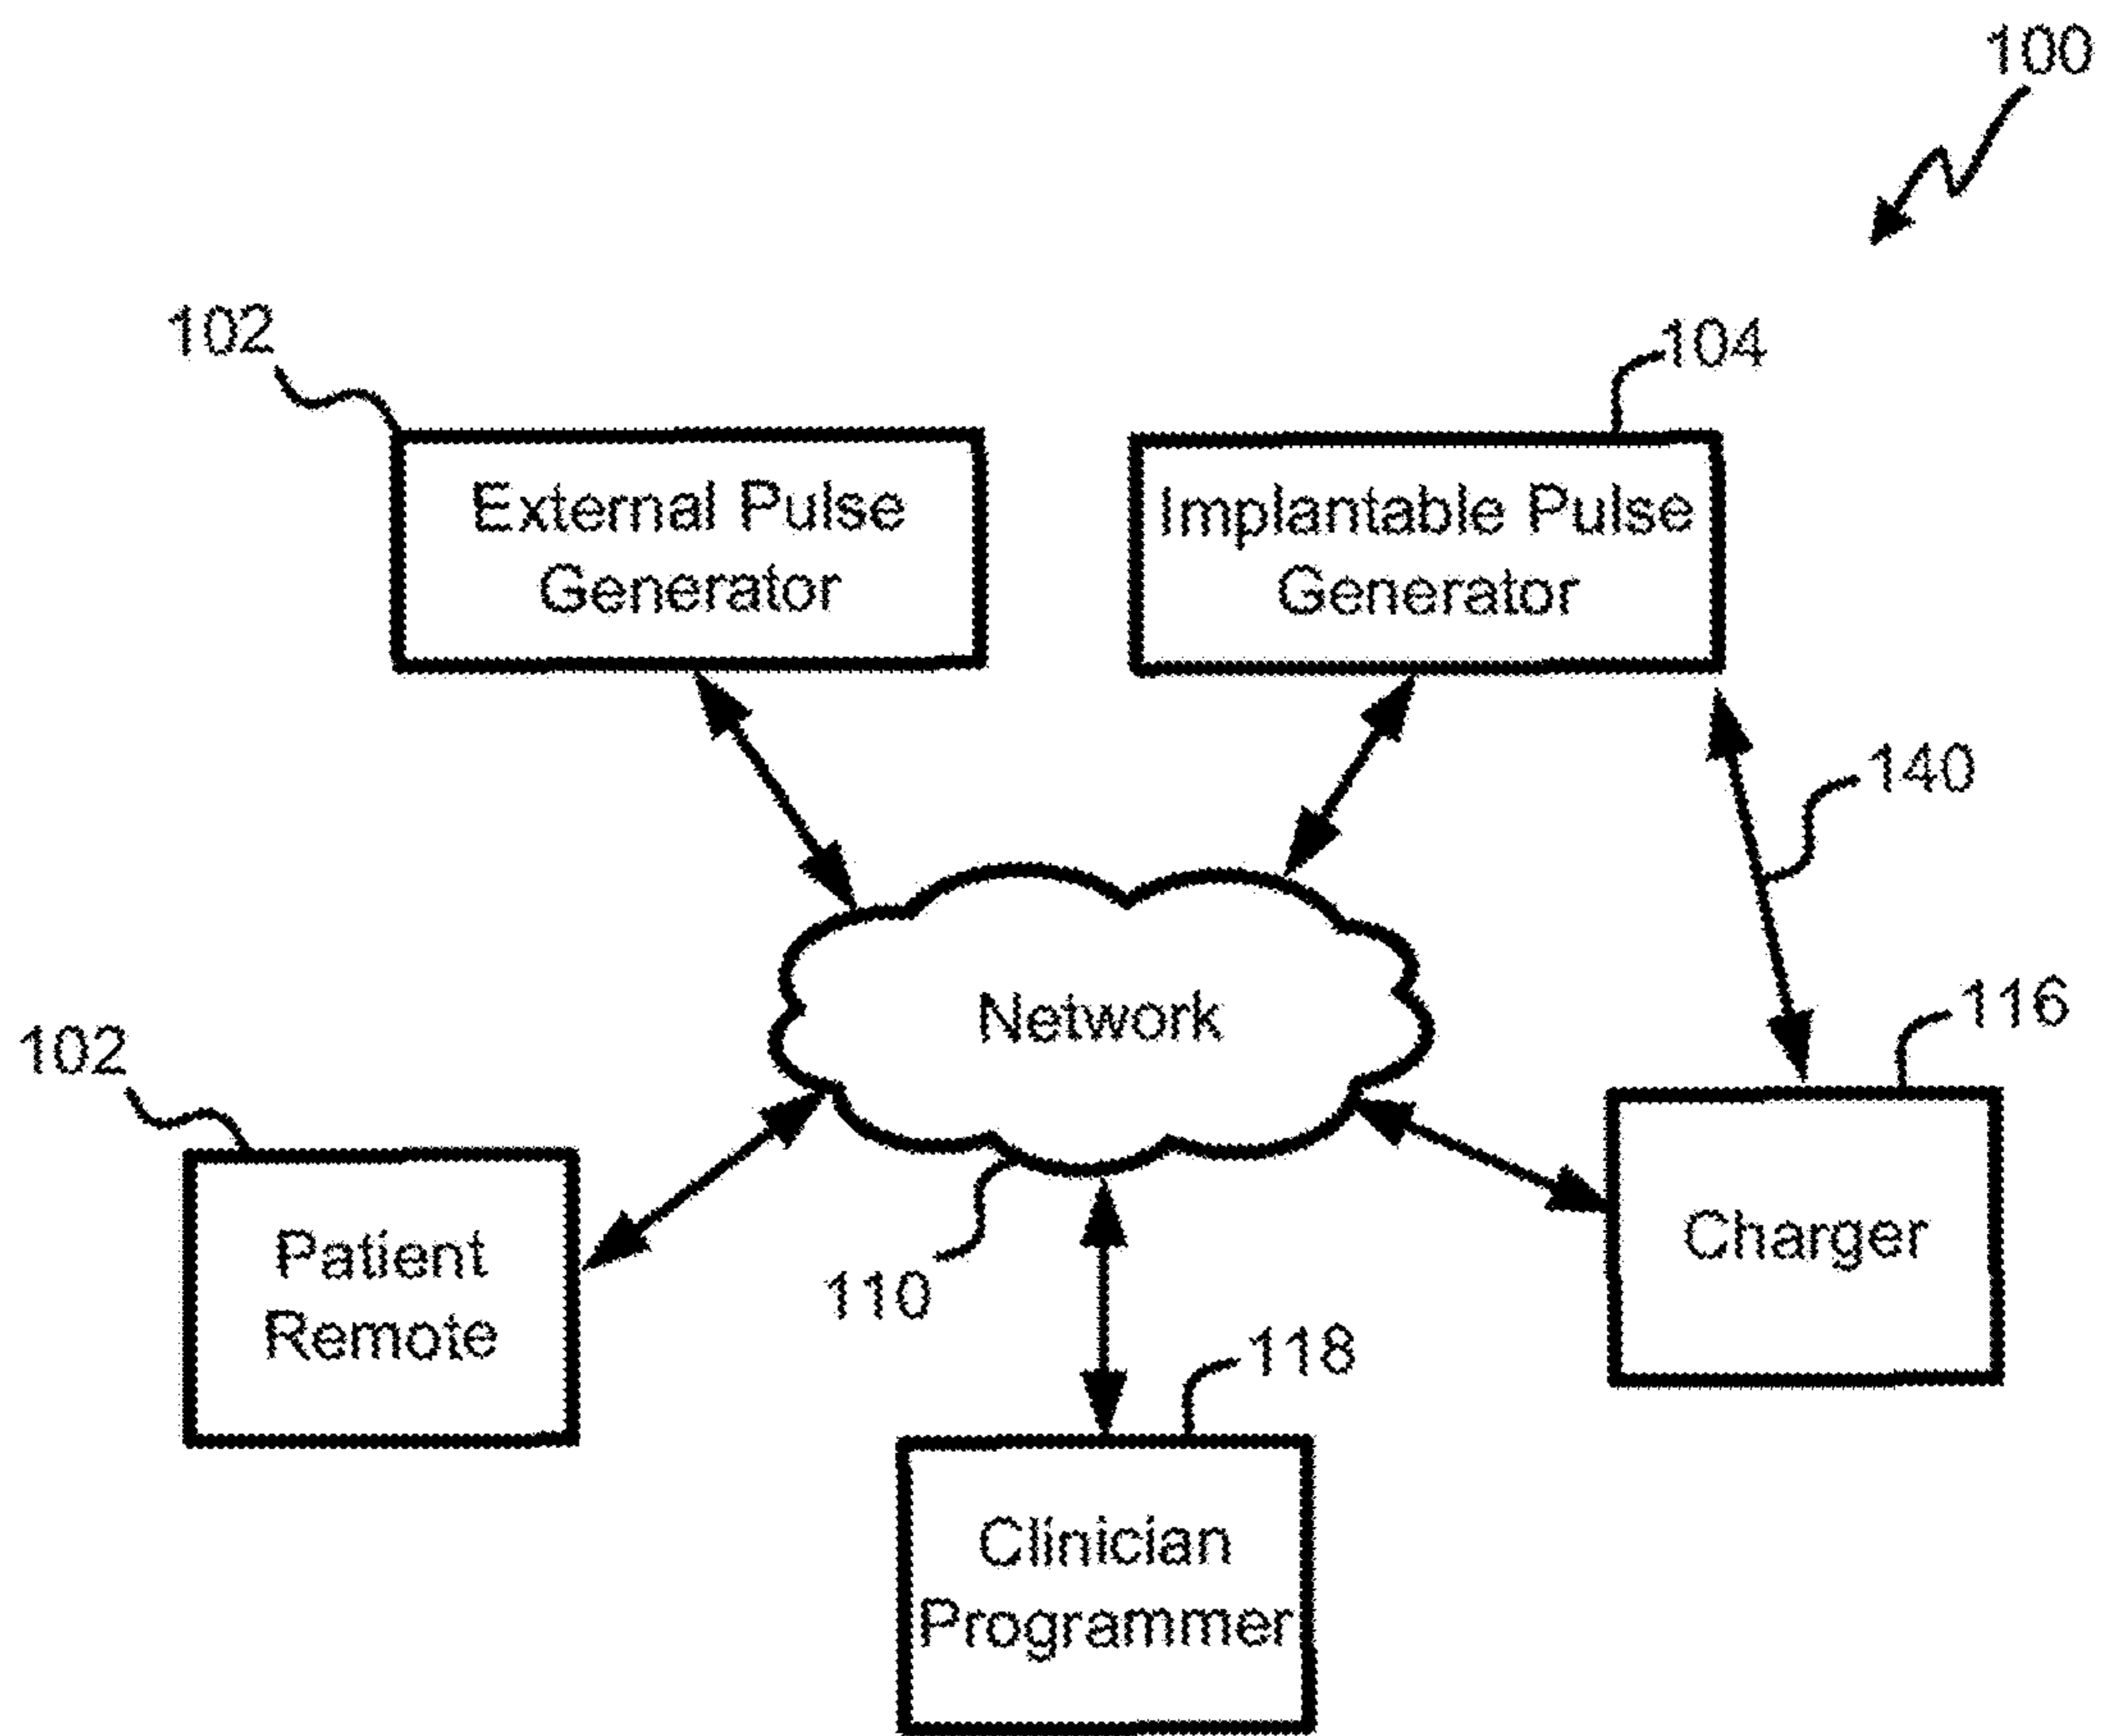 100
102
104
External Pulse
Generator
Implantable Pulse
Generator
140
Network
116
102
Patient
Remote
110
Charger
118
Clinician
Programmer